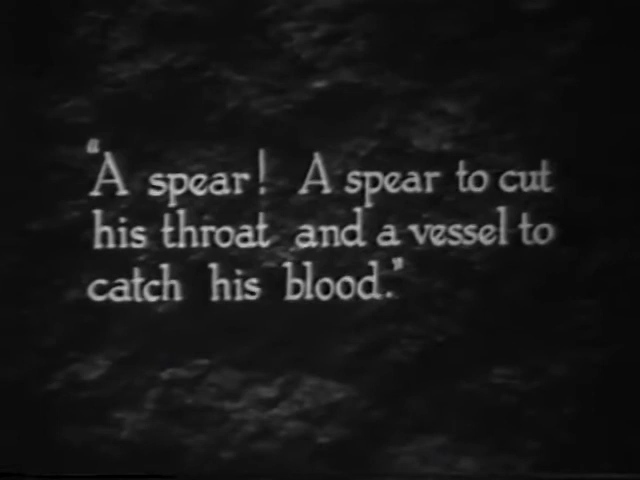 "A spear! A spear to cut
his throat and a vessel to
catch his blood."